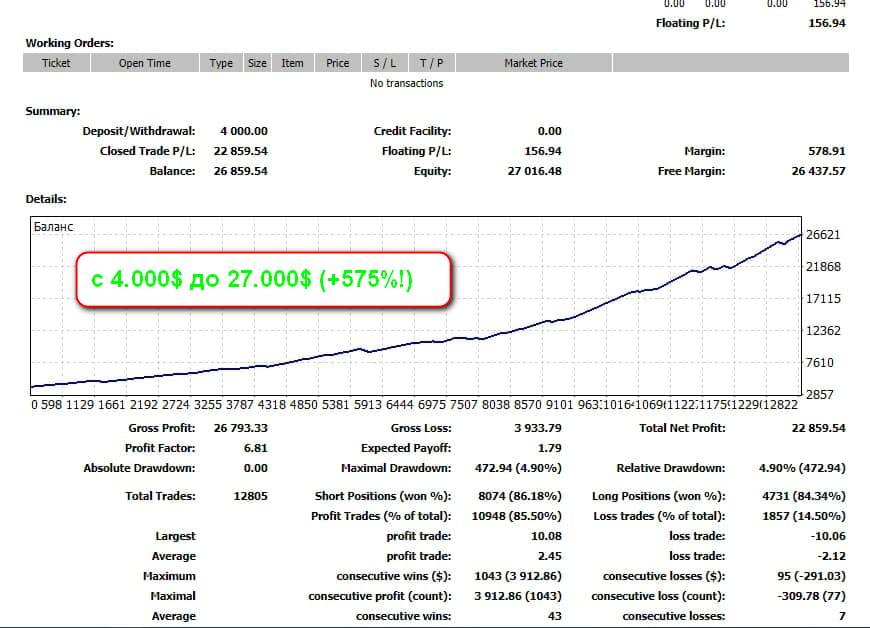 0.00 0.00 0.00 156.94
Floating P/L: 156.94
Working Orders:
Ticket Open Time Type Size Item Price S / L T / P Market Price
No transactions
Summary:
Deposit/Withdrawal: 4 000.00 Credit Facility: 0.00
Closed Trade P/L: 22 859.54 Floating P/L: 156.94 Margin: 578.91
Balance: 26 859.54 Equity: 27 016.48 Free Margin: 26 437.57
Details:
Баланс
с 4.000$ до 27.000$ (+575%!)
26621
21868
17115
12362
7610
2857
0 598 1129 1661 2192 2724 3255 3787 4318 4850 5381 5913 6444 6975 7507 8038 8570 9101 12822
Gross Profit: 26 793.33 Gross Loss: 3 933.79 Total Net Profit: 22 859.54
Profit Factor: 6.81 Expected Payoff: 1.79
Absolute Drawdown: 0.00 Maximal Drawdown: 472.94 (4.90%) Relative Drawdown: 4.90% (472.94)
Total Trades: 12805 Short Positions (won %): 8074 (86.18%) Long Positions (won %): 4731 (84.34%)
Profit Trades (% of total): 10948 (85.50%) Loss trades (% of total): 1857 (14.50%)
Largest profit trade: 10.08 loss trade: -10.06
Average profit trade: 2.45 loss trade: -2.12
Maximum consecutive wins ($): 1043 (3 912.86) consecutive losses ($): 95 (-291.03)
Maximal consecutive profit (count): 3 912.86 (1043) consecutive loss (count): -309.78 (77)
Average consecutive wins: 43 consecutive losses: 7